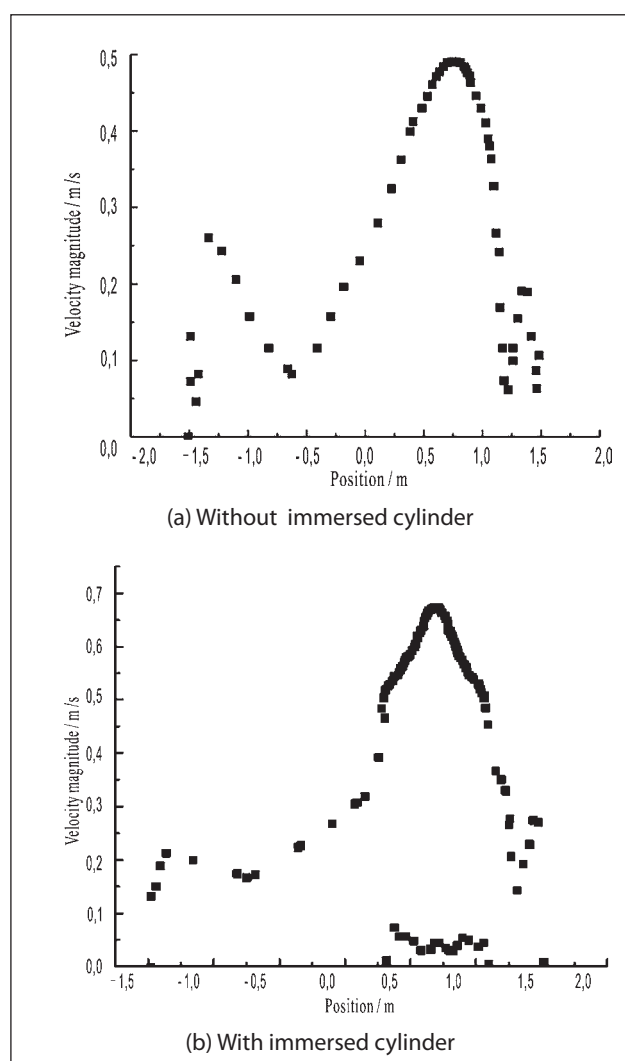 0,5
0,4
0,3
0,2
0,1
0,0
Velocity magnitude / m/s
-2,0 -1,5 -1,0 -0,5 0,0 0,5 1,0 1,5 2,0
Position / m
(a) Without immersed cylinder
0,7
0,6
0,5
0,3
0,2
0,1
0,0
Velocity magnitude / m/s
-1,5 -1,0 -0,5 0,0 0,5 1,0 0,5 2,0
Position / m
(b) With immersed cylinder